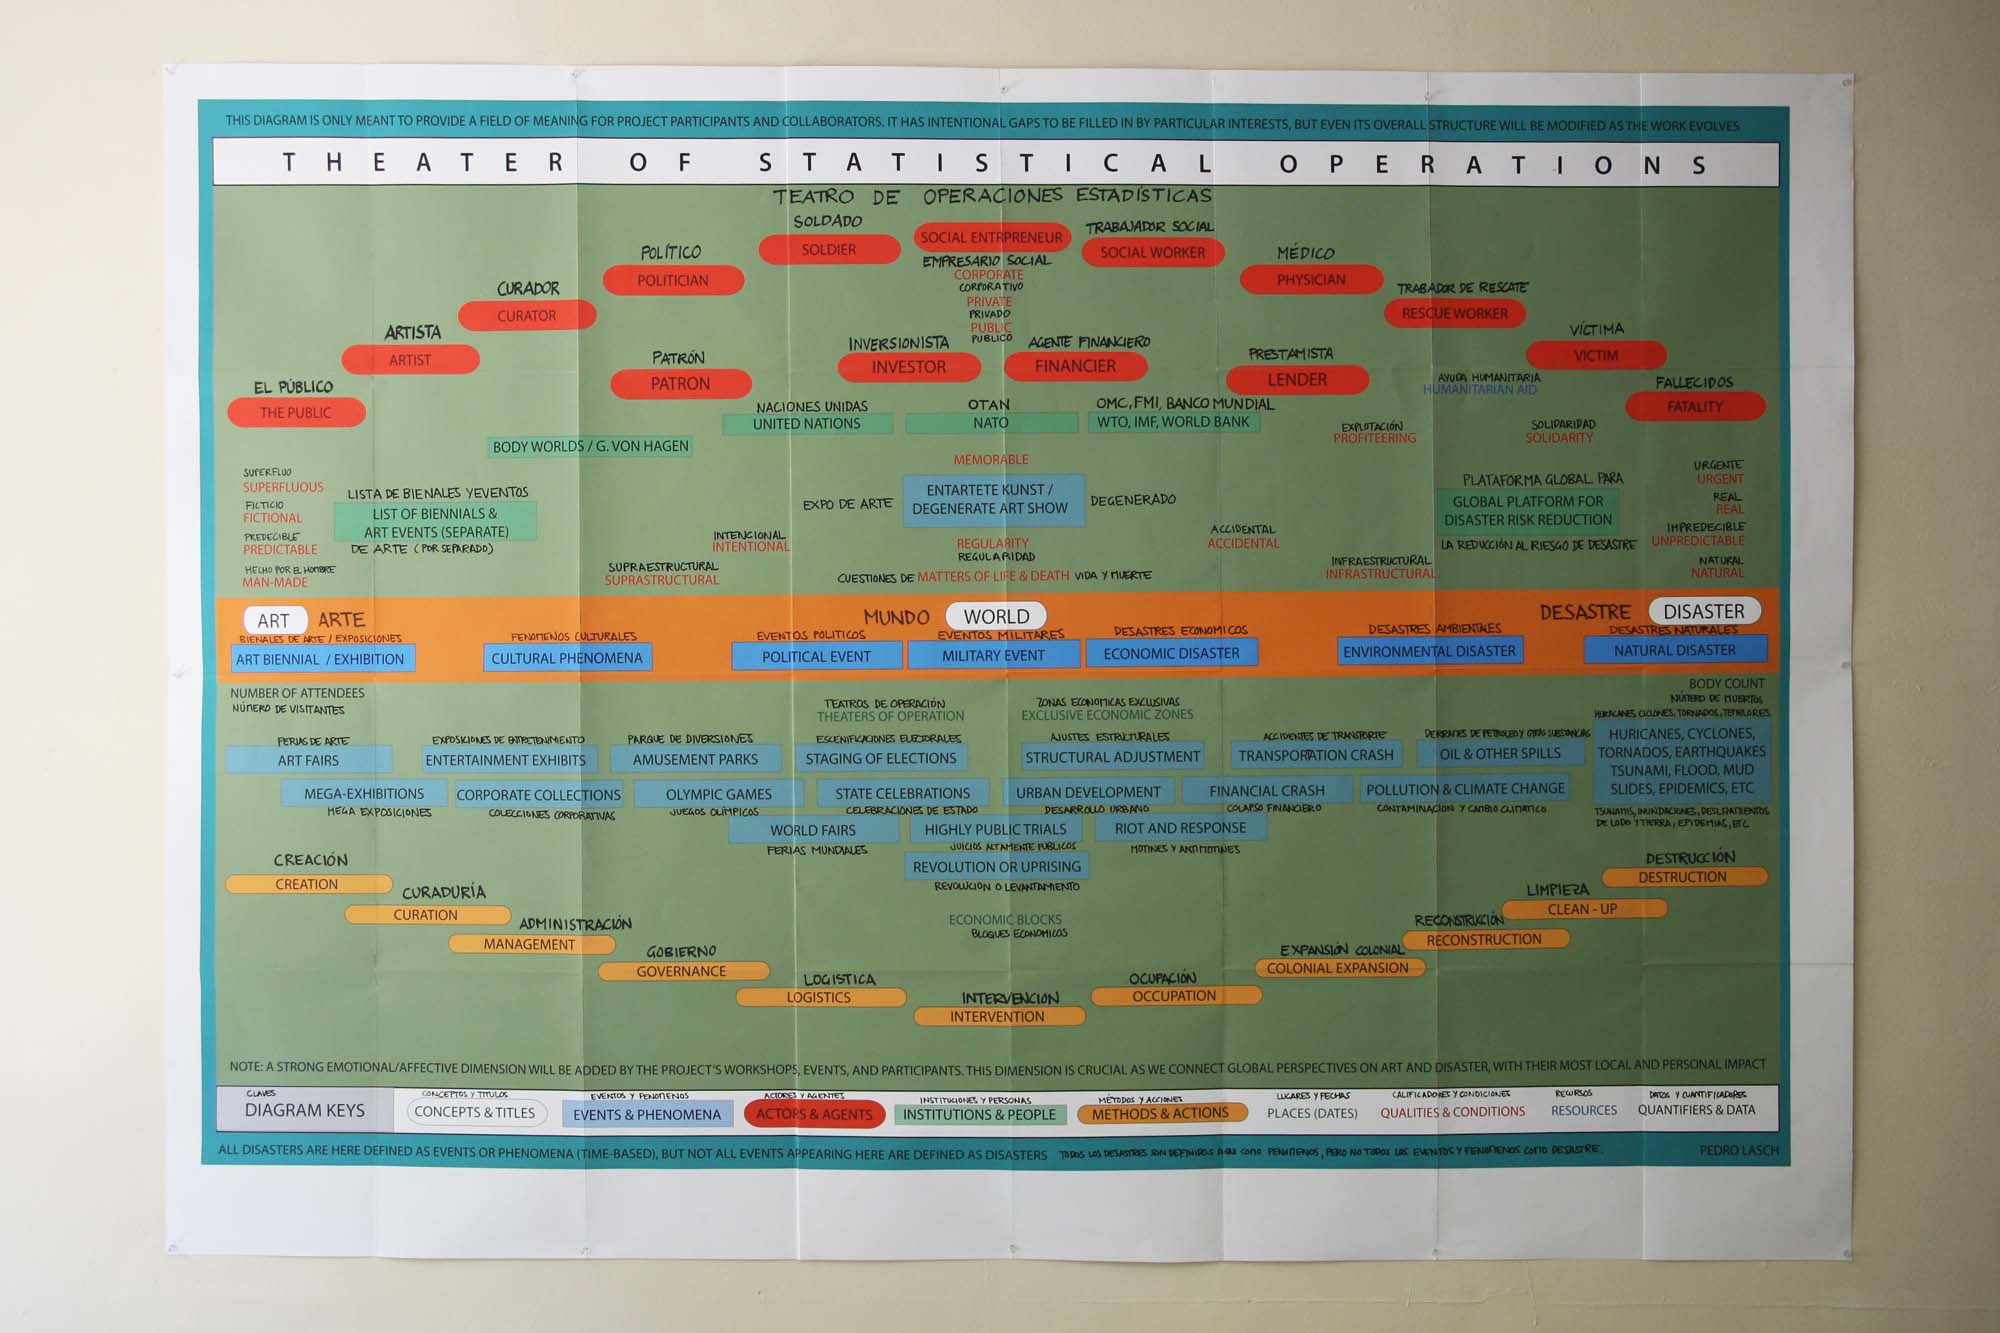 THIS DIAGRAM IS ONLY MEANT TO PROVIDE A FIELD OF MEANING FOR PROJECT PARTICIPANTS AND COLLABORATORS. IT HAS INTENTIONAL GAPS TO BE FILLED IN BY PARTICULAR INTERESTS, BUT EVEN ITS OVERALL STRUCTURE WILL BE MODIFIED AS THE WORK EVOLVES
THEATER OF STATISTICAL OPERATIONS
TEATRO DE OPERACIONES ESTADÍSTICAS
SOLDADO
SOLDIER
SOCIAL ENTRPRENEUR
EMPRESARIO SOCIAL
TRABAJADOR SOCIAL
SOCIAL WORKER
POLÍTICO
POLITICIAN
MÉDICO
PHYSICIAN
CORPORATE
CORPORATIVO
PRIVATE
PRIVADO
PUBLIC
PUBLICO
CURADOR
CURATOR
TRABADOR DE RESCATE
RESCUE WORKER
ARTISTA
ARTIST
VÍCTIMA
VICTIM
PATRÓN
PATRON
INVERSIONISTA
INVESTOR
AGENTE FINANCIERO
FINANCIER
PRESTAMISTA
LENDER
AYUDA HUMANITARIA
HUMANITARIAN AID
EL PÚBLICO
THE PUBLIC
FALLECIDOS
FATALITY
NACIONES UNIDAS
UNITED NATIONS
OTAN
NATO
OMC, FMI, BANCO MUNDIAL
WTO, IMF, WORLD BANK
EXPLOTACIÓN
PROFITEERING
SOLIDARIDAD
SOLIDARITY
BODY WORLDS / G. VON HAGEN
MEMORABLE
SUPERFLUO
SUPERFLUOUS
FICTICIO
FICTIONAL
PREDECIBLE
PREDICTABLE
HECHO POR EL HOMBRE
MAN-MADE
LISTA DE BIENALES Y EVENTOS
LIST OF BIENNIALS &
ART EVENTS (SEPARATE)
DE ARTE (POR SEPARADO)
EXPO DE ARTE
ENTARTETE KUNST /
DEGENERATE ART SHOW
DEGENERADO
PLATAFORMA GLOBAL PARA
GLOBAL PLATFORM FOR
DISASTER RISK REDUCTION
LA REDUCCIÓN AL RIESGO DE DESASTRE
URGENTE
URGENT
REAL
REAL
IMPREDECIBLE
UNPREDICTABLE
NATURAL
NATURAL
INTENCIONAL
INTENTIONAL
REGULARITY
REGULARIDAD
ACCIDENTAL
ACCIDENTAL
SUPRAESTRUCTURAL
SUPRASTRUCTURAL
CUESTIONES DE MATTERS OF LIFE & DEATH VIDA Y MUERTE
INFRAESTRUCTURAL
INFRASTRUCTURAL
ART ARTE
MUNDO WORLD
DESASTRE DISASTER
BIENALES DE ARTE / EXPOSICIONES
ART BIENNIAL / EXHIBITION
FENOMENOS CULTURALES
CULTURAL PHENOMENA
EVENTOS POLITICOS
POLITICAL EVENT
EVENTOS MILITARES
MILITARY EVENT
DESASTRES ECONOMICOS
ECONOMIC DISASTER
DESASTRES AMBIENTALES
ENVIRONMENTAL DISASTER
DESASTRES NATURALES
NATURAL DISASTER
NUMBER OF ATTENDEES
NÚMERO DE VISITANTES
TEATROS DE OPERACIÓN
THEATERS OF OPERATION
ZONAS ECONOMICAS EXCLUSIVAS
EXCLUSIVE ECONOMIC ZONES
BODY COUNT
NÚMERO DE MUERTOS
FERIAS DE ARTE
ART FAIRS
EXPOSICIONES DE ENTRETENIMIENTO
ENTERTAINMENT EXHIBITS
PARQUE DE DIVERSIONES
AMUSEMENT PARKS
ESCENIFICACIONES ELECTORALES
STAGING OF ELECTIONS
AJUSTES ESTRUCTURALES
STRUCTURAL ADJUSTMENT
ACCIDENTES DE TRANSPORTE
TRANSPORTATION CRASH
DERRAMES DE PETROLEO Y OTRAS SUBSTANCIAS
OIL & OTHER SPILLS
HURACANES, CICLONES, TORNADOS, TEMBLORES
HURICANES, CYCLONES,
TORNADOS, EARTHQUAKES
TSUNAMI, FLOOD, MUD
SLIDES, EPIDEMICS, ETC
TSUNAMIS, INUNDACIONES, DESLIZAMIENTOS
DE LODO Y TIERRA, EPIDEMIAS, ETC
MEGA-EXHIBITIONS
MEGA EXPOSICIONES
CORPORATE COLLECTIONS
COLECCIONES CORPORATIVAS
OLYMPIC GAMES
JUEGOS OLÍMPICOS
STATE CELEBRATIONS
CELEBRACIONES DE ESTADO
URBAN DEVELOPMENT
DESARROLLO URBANO
FINANCIAL CRASH
COLAPSO FINANCIERO
POLLUTION & CLIMATE CHANGE
CONTAMINACION Y CAMBIO CLIMATICO
WORLD FAIRS
FERIAS MUNDIALES
HIGHLY PUBLIC TRIALS
JUICIOS ALTAMENTE PÚBLICOS
RIOT AND RESPONSE
MOTINES Y ANTIMOTINES
REVOLUTION OR UPRISING
REVOLUCION O LEVANTAMIENTO
CREACIÓN
CREATION
CURADURÍA
CURATION
ADMINISTRACIÓN
MANAGEMENT
GOBIERNO
GOVERNANCE
LOGISTICA
LOGISTICS
ECONOMIC BLOCKS
BLOQUES ECONOMICOS
INTERVENCIÓN
INTERVENTION
OCUPACIÓN
OCCUPATION
EXPANSIÓN COLONIAL
COLONIAL EXPANSION
RECONSTRUCCIÓN
RECONSTRUCTION
LIMPIEZA
CLEAN - UP
DESTRUCCIÓN
DESTRUCTION
NOTE: A STRONG EMOTIONAL/AFFECTIVE DIMENSION WILL BE ADDED BY THE PROJECT'S WORKSHOPS, EVENTS, AND PARTICIPANTS. THIS DIMENSION IS CRUCIAL AS WE CONNECT GLOBAL PERSPECTIVES ON ART AND DISASTER, WITH THEIR MOST LOCAL AND PERSONAL IMPACT
CLAVES
DIAGRAM KEYS
CONCEPTOS Y TITULOS
CONCEPTS & TITLES
EVENTOS Y FENOMENOS
EVENTS & PHENOMENA
ACTORES Y AGENTES
ACTORS & AGENTS
INSTITUCIONES Y PERSONAS
INSTITUTIONS & PEOPLE
MÉTODOS Y ACCIONES
METHODS & ACTIONS
LUGARES Y FECHAS
PLACES (DATES)
CALIFICADORES Y CONDICIONES
QUALITIES & CONDITIONS
RECURSOS
RESOURCES
DATOS Y CUANTIFICADORES
QUANTIFIERS & DATA
ALL DISASTERS ARE HERE DEFINED AS EVENTS OR PHENOMENA (TIME-BASED), BUT NOT ALL EVENTS APPEARING HERE ARE DEFINED AS DISASTERS
TODOS LOS DESASTRES SON DEFINIDOS AQUI COMO FENOMENOS, PERO NO TODOS LOS EVENTOS Y FENOMENOS COMO DESASTRE.
PEDRO LASCH